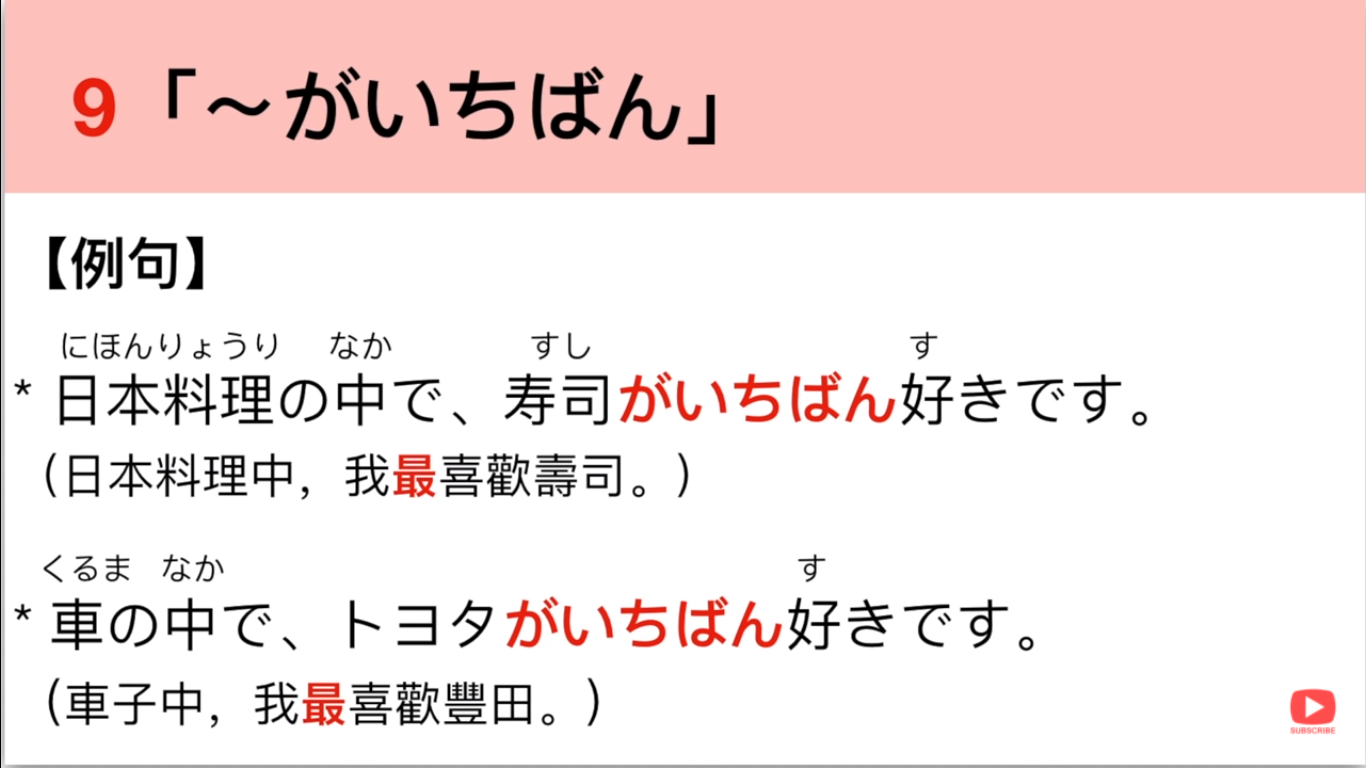 9「～がいちばん」
【例句】
にほんりょうり なか すし す
* 日本料理の中で、寿司がいちばん好きです。
（日本料理中，我最喜歡壽司。）
くるま なか す
* 車の中で、トヨタがいちばん好きです。
（車子中，我最喜歡豐田。）
SUBSCRIBE